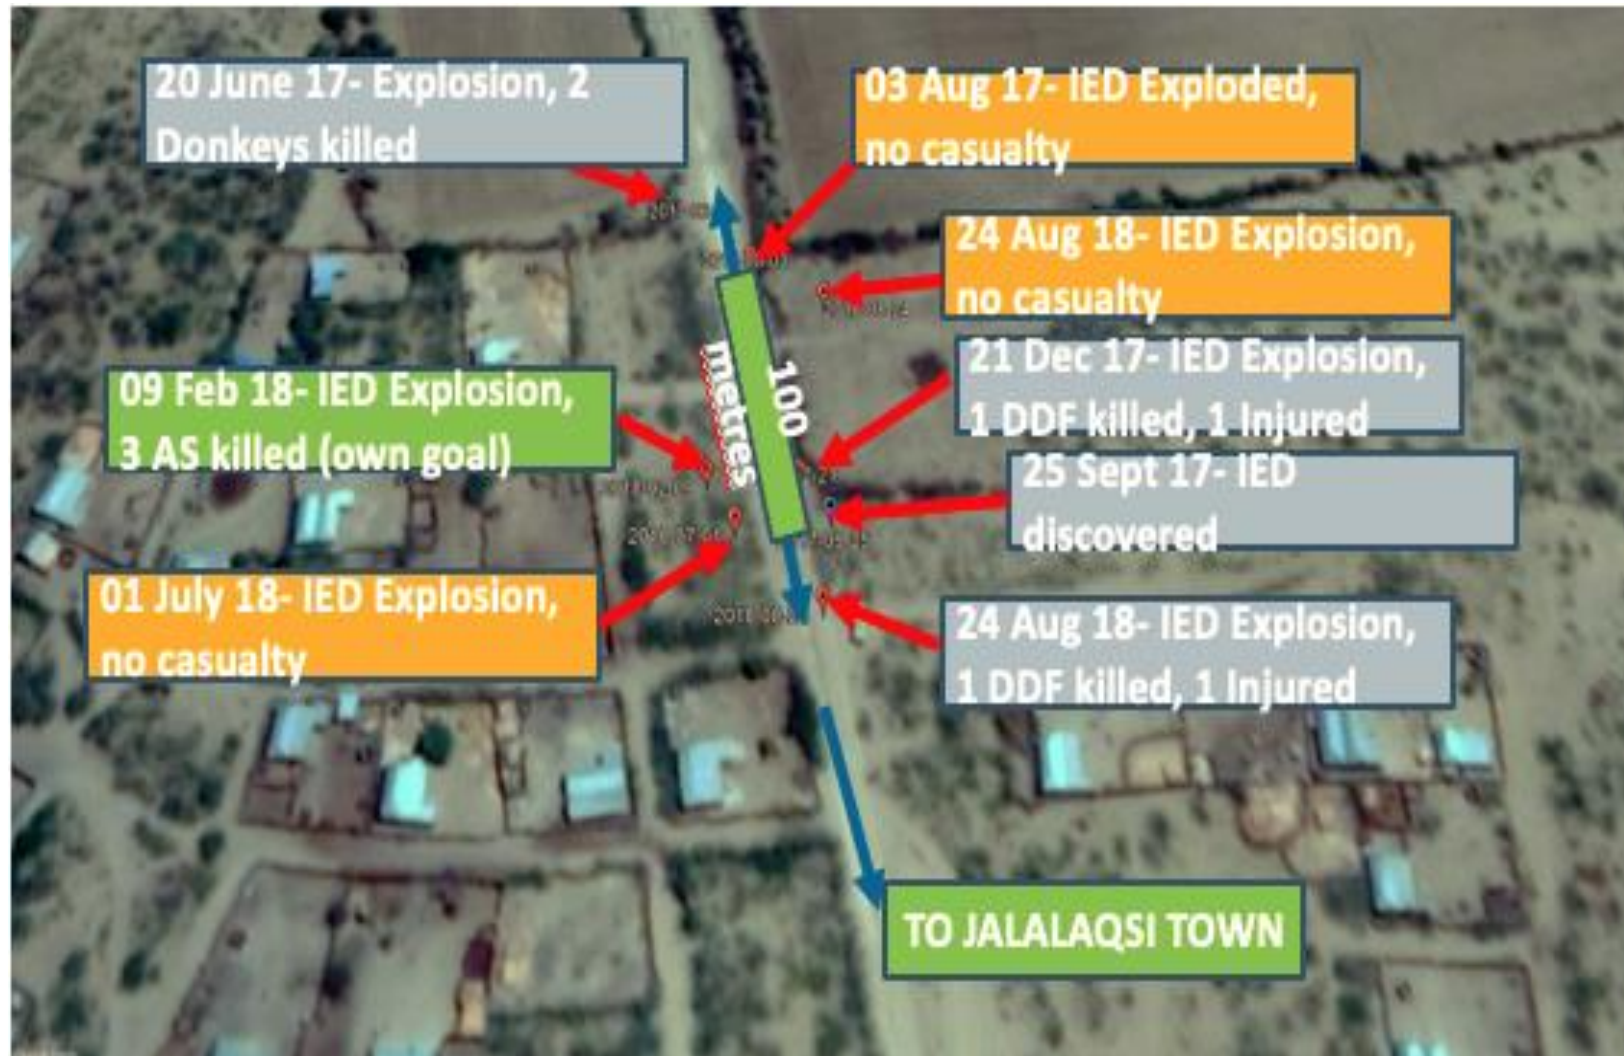 20 June 17- Explosion, 2
Donkeys killed
03 Aug 17- IED Exploded,
no casualty
24 Aug 18- IED Explosion,
no casualty
21 Dec 17- IED Explosion,
1 DDF killed, 1 Injured
100
metres
09 Feb 18- IED Explosion,
3 AS killed (own goal)
25 Sept 17- IED
discovered
01 July 18- IED Explosion,
no casualty
24 Aug 18- IED Explosion,
1 DDF killed, 1 Injured
TO JALALAQSI TOWN